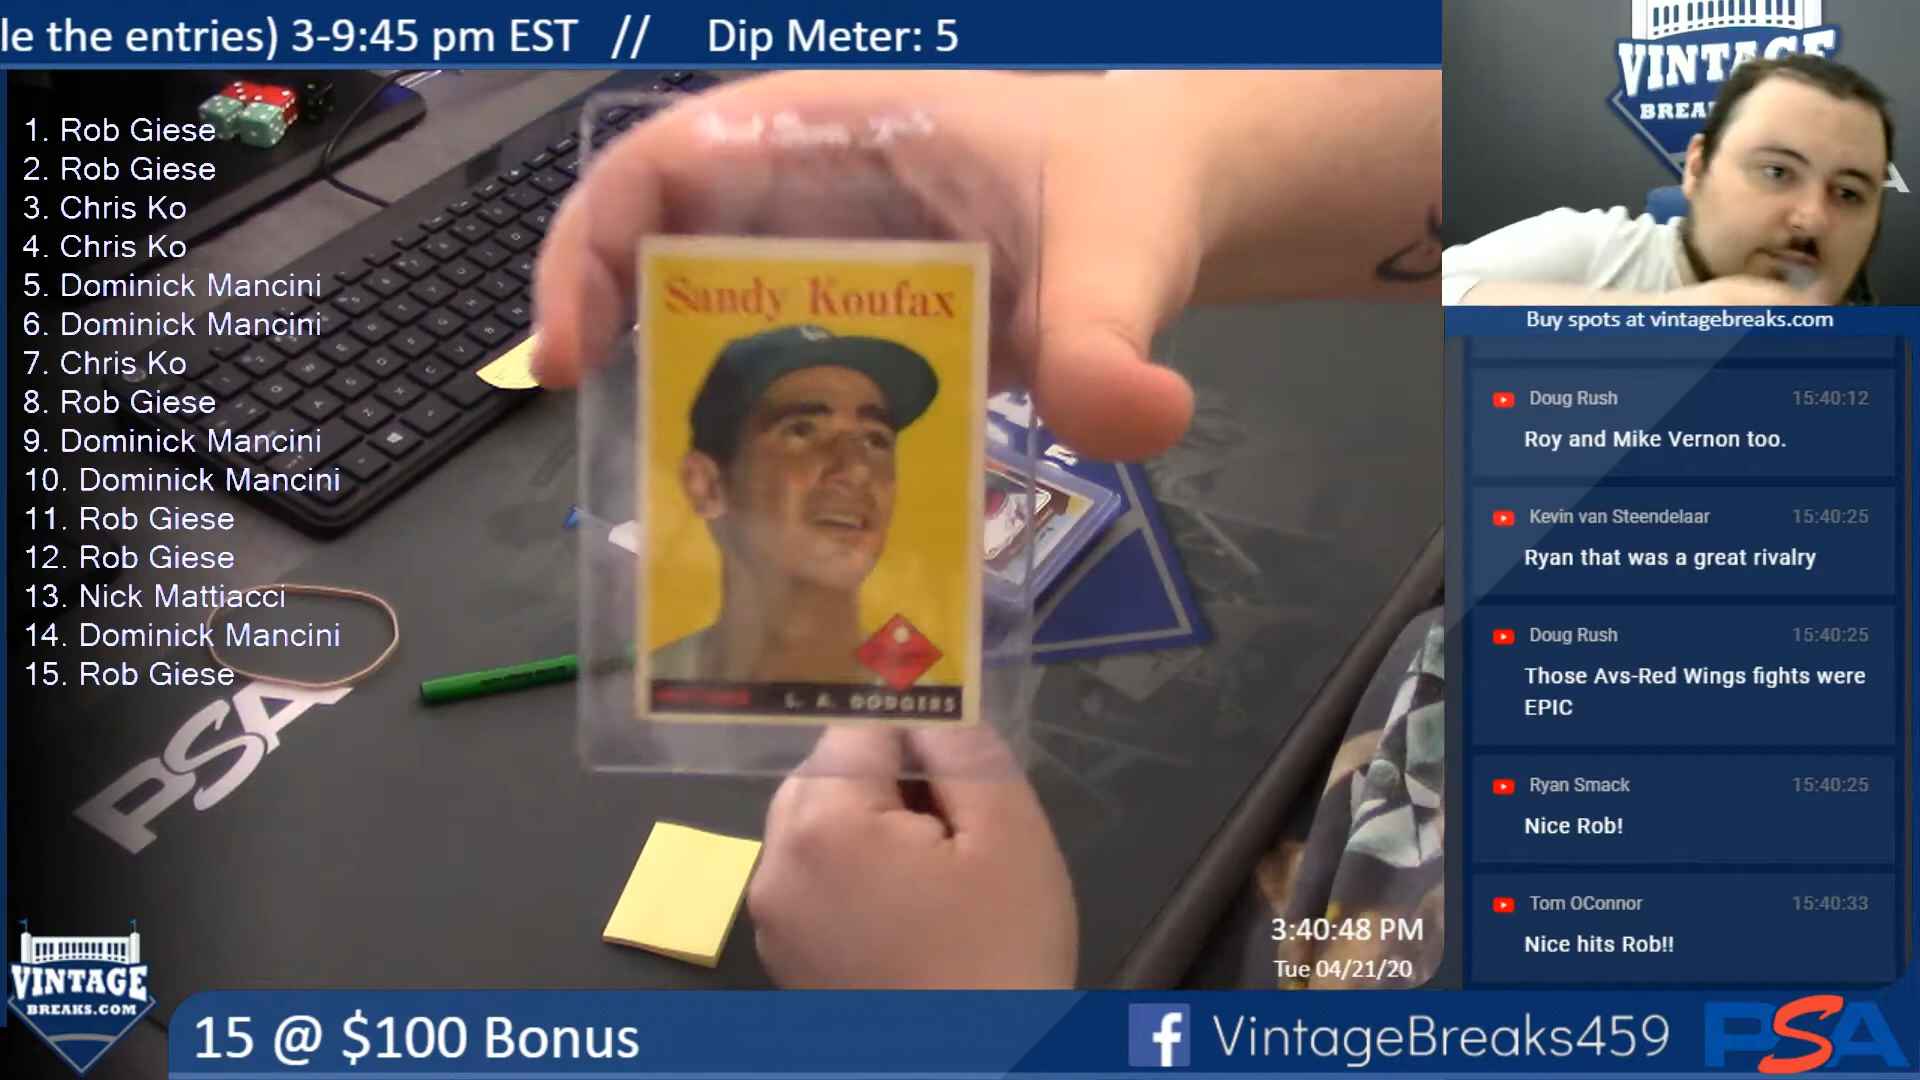 le the entries) 3-9:45 pm EST // Dip Meter: 5
1. Rob Giese
2. Rob Giese
3. Chris Ko
4. Chris Ko
5. Dominick Mancini
6. Dominick Mancini
7. Chris Ko
8. Rob Giese
9. Dominick Mancini
10. Dominick Mancini
11. Rob Giese
12. Rob Giese
13. Nick Mattiacci
14. Dominick Mancini
15. Rob Giese
Sandy Koufax
L. A. DODGERS
PSA
VINTAGE
BREA
A
Buy spots at vintagebreaks.com
Doug Rush 15:40:12
Roy and Mike Vernon too.
Kevin van Steendelaar 15:40:25
Ryan that was a great rivalry
Doug Rush 15:40:25
Those Avs-Red Wings fights were
EPIC
Ryan Smack 15:40:25
Nice Rob!
Tom OConnor 15:40:33
Nice hits Rob!!
3:40:48 PM
Tue 04/21/20
VINTAGE
BREAKS.COM
15 @ $100 Bonus
f VintageBreaks459
PSA